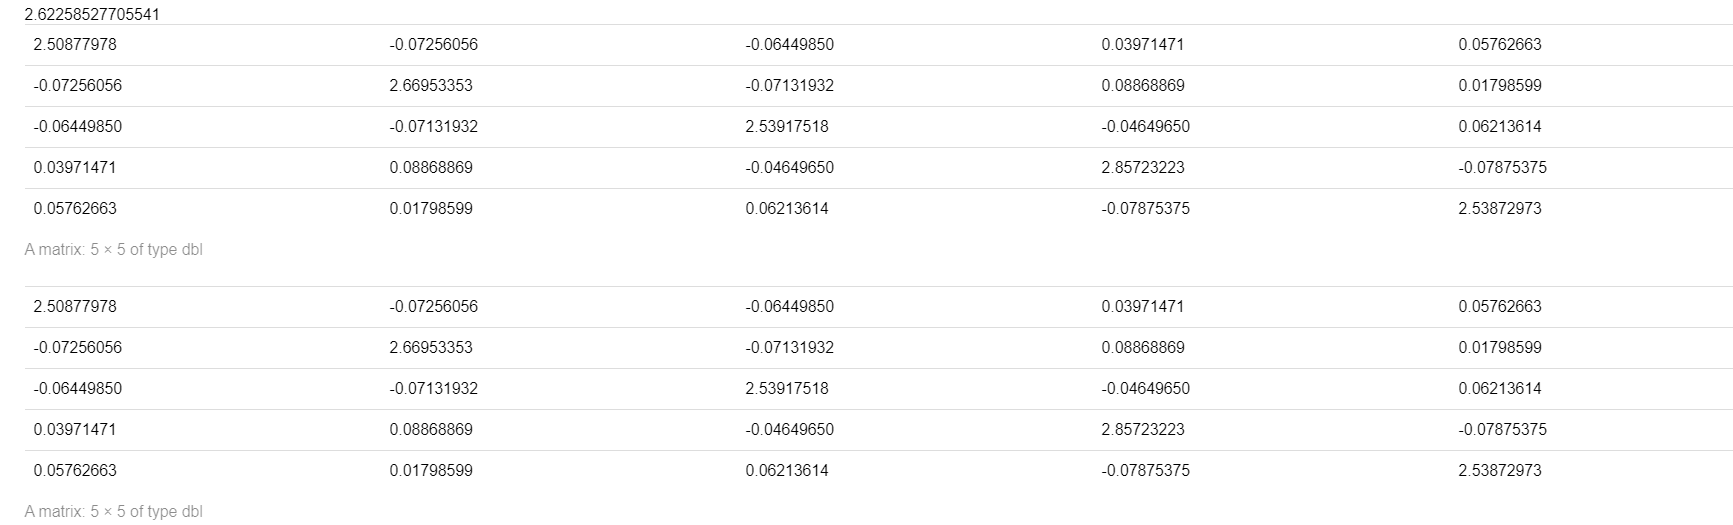 2.62258527705541
2.50877978 -0.07256056 -0.06449850 0.03971471 0.05762663
-0.07256056 2.66953353 -0.07131932 0.08868869 0.01798599
-0.06449850 -0.07131932 2.53917518 -0.04649650 0.06213614
0.03971471 0.08868869 -0.04649650 2.85723223 -0.07875375
0.05762663 0.01798599 0.06213614 -0.07875375 2.53872973
A matrix: 5 × 5 of type dbl
2.50877978 -0.07256056 -0.06449850 0.03971471 0.05762663
-0.07256056 2.66953353 -0.07131932 0.08868869 0.01798599
-0.06449850 -0.07131932 2.53917518 -0.04649650 0.06213614
0.03971471 0.08868869 -0.04649650 2.85723223 -0.07875375
0.05762663 0.01798599 0.06213614 -0.07875375 2.53872973
A matrix: 5 × 5 of type dbl